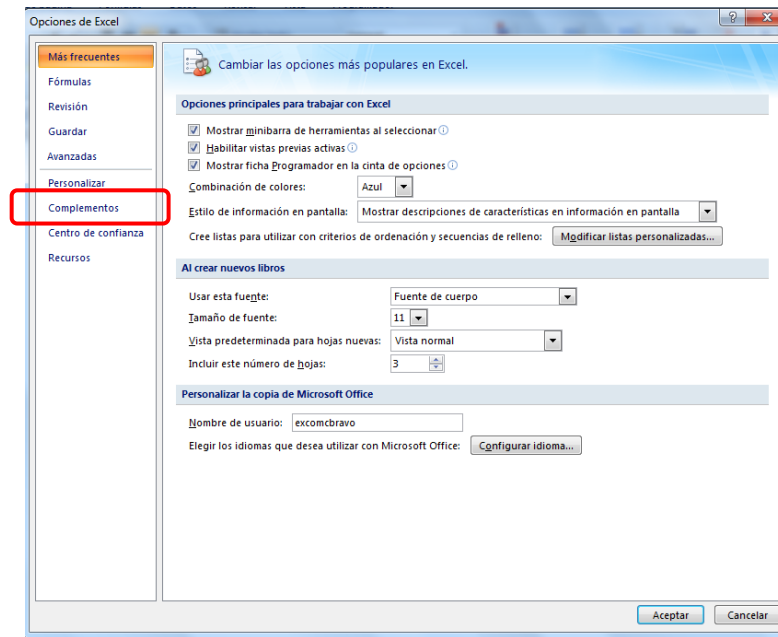 Opciones de Excel
Más frecuentes
Fórmulas
Revisión
Guardar
Avanzadas
Personalizar
Complementos
Centro de confianza
Recursos
Cambiar las opciones más populares en Excel.
Opciones principales para trabajar con Excel
Mostrar minibarra de herramientas al seleccionar
Habilitar vistas previas activas
Mostrar ficha Programador en la cinta de opciones
Combinación de colores: Azul
Estilo de información en pantalla: Mostrar descripciones de características en información en pantalla
Cree listas para utilizar con criterios de ordenación y secuencias de relleno: Modificar listas personalizadas...
Al crear nuevos libros
Usar esta fuente: Fuente de cuerpo
Tamaño de fuente: 11
Vista predeterminada para hojas nuevas: Vista normal
Incluir este número de hojas: 3
Personalizar la copia de Microsoft Office
Nombre de usuario: excomcbravo
Elegir los idiomas que desea utilizar con Microsoft Office: Configurar idioma...
Aceptar Cancelar